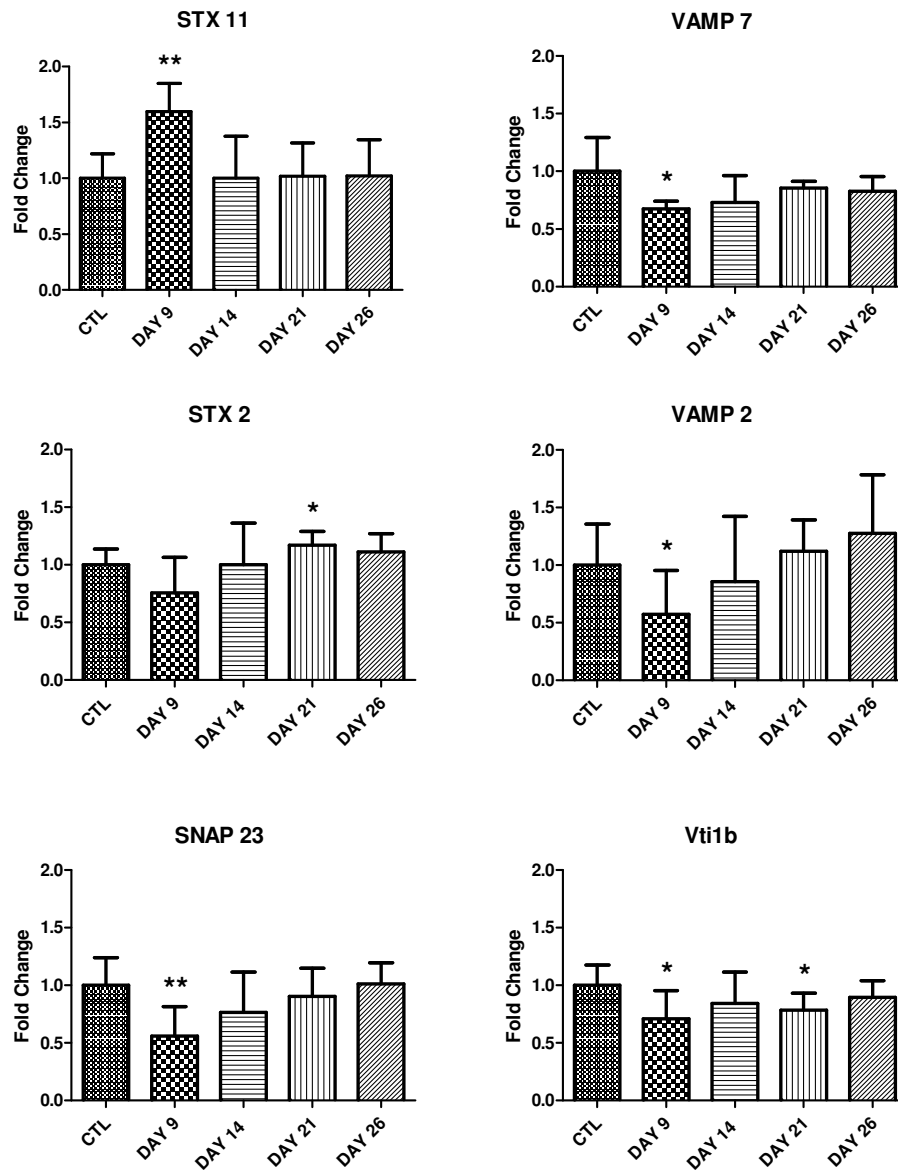 STX 11
**
2.0
1.5
1.0
0.5
0.0
Fold Change
CTL
DAY 9
DAY 14
DAY 21
DAY 26
VAMP 7
*
2.0
1.5
1.0
0.5
0.0
Fold Change
CTL
DAY 9
DAY 14
DAY 21
DAY 26
STX 2
*
2.0
1.5
1.0
0.5
0.0
Fold Change
CTL
DAY 9
DAY 14
DAY 21
DAY 26
VAMP 2
*
2.0
1.5
1.0
0.5
0.0
Fold Change
CTL
DAY 9
DAY 14
DAY 21
DAY 26
SNAP 23
**
2.0
1.5
1.0
0.5
0.0
Fold Change
CTL
DAY 9
DAY 14
DAY 21
DAY 26
Vti1b
* *
2.0
1.5
1.0
0.5
0.0
Fold Change
CTL
DAY 9
DAY 14
DAY 21
DAY 26